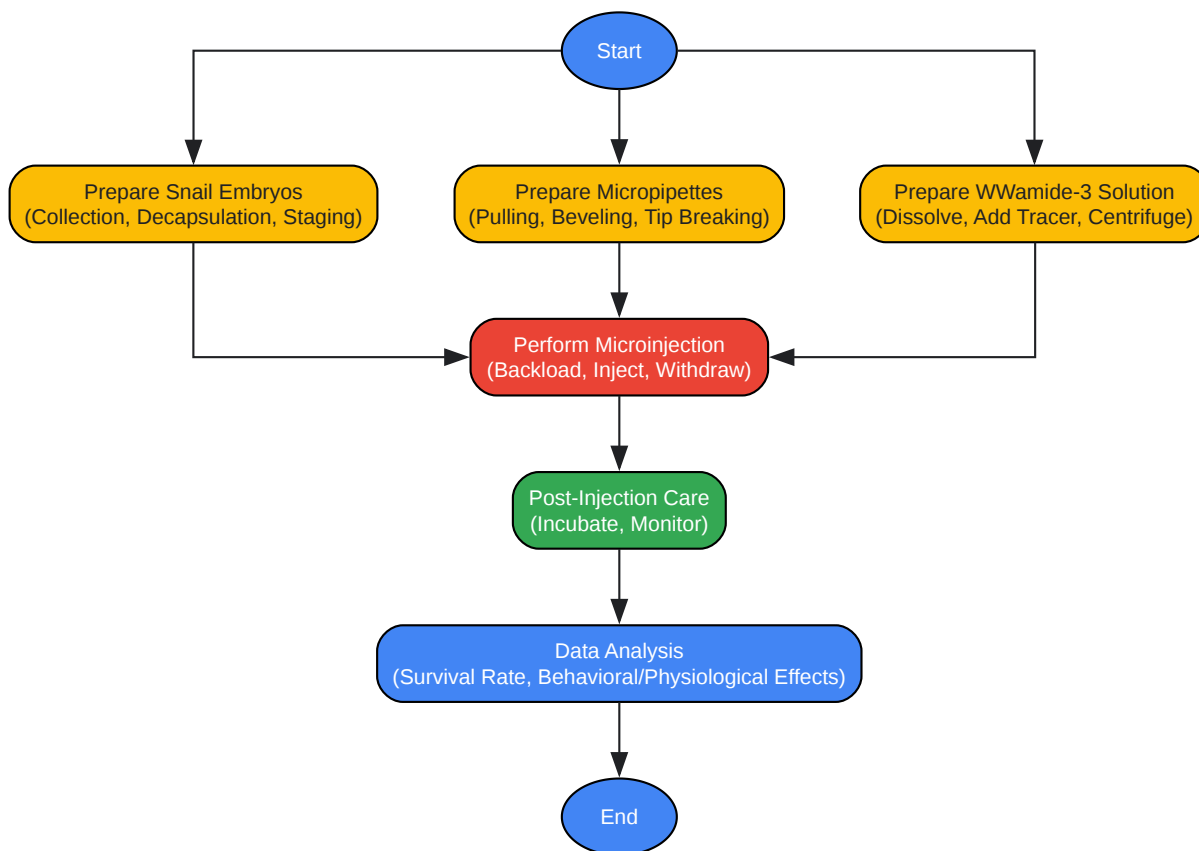 Start
Prepare Snail Embryos
(Collection, Decapsulation, Staging)
Prepare Micropipettes
(Pulling, Beveling, Tip Breaking)
Prepare WWamide-3 Solution
(Dissolve, Add Tracer, Centrifuge)
Perform Microinjection
(Backload, Inject, Withdraw)
Post-Injection Care
(Incubate, Monitor)
Data Analysis
(Survival Rate, Behavioral/Physiological Effects)
End